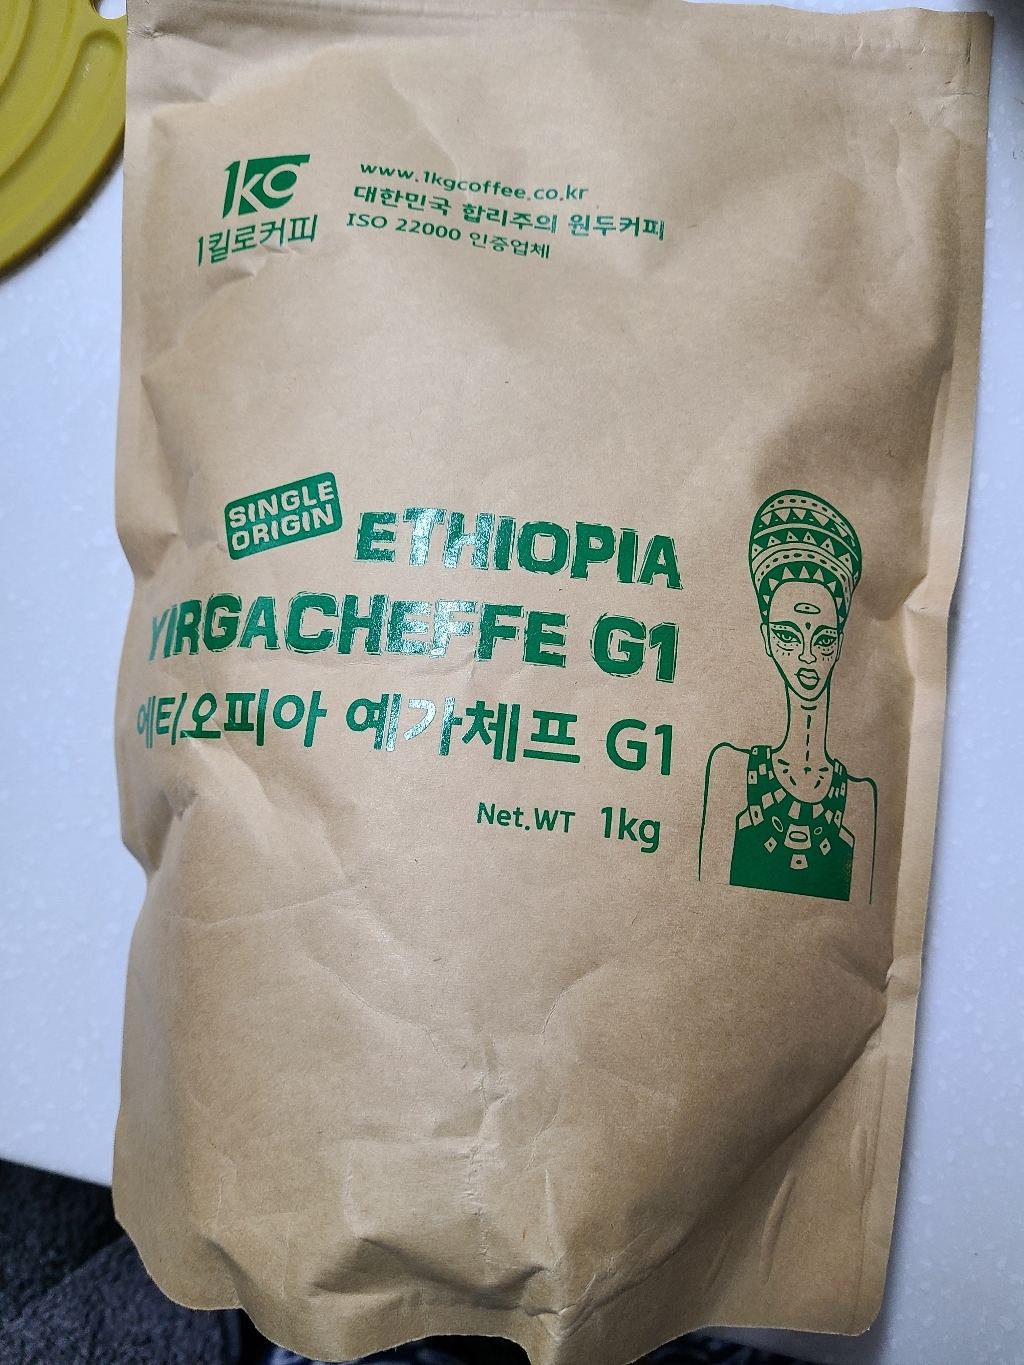 1kg
1킬로커피
www.1kgcoffee.co.kr
대한민국 합리주의 원두커피
ISO 22000 인증업체
SINGLE
ORIGIN
ETHIOPIA
YIRGACHEFFE G1
에티오피아 예가체프 G1
Net.WT 1kg